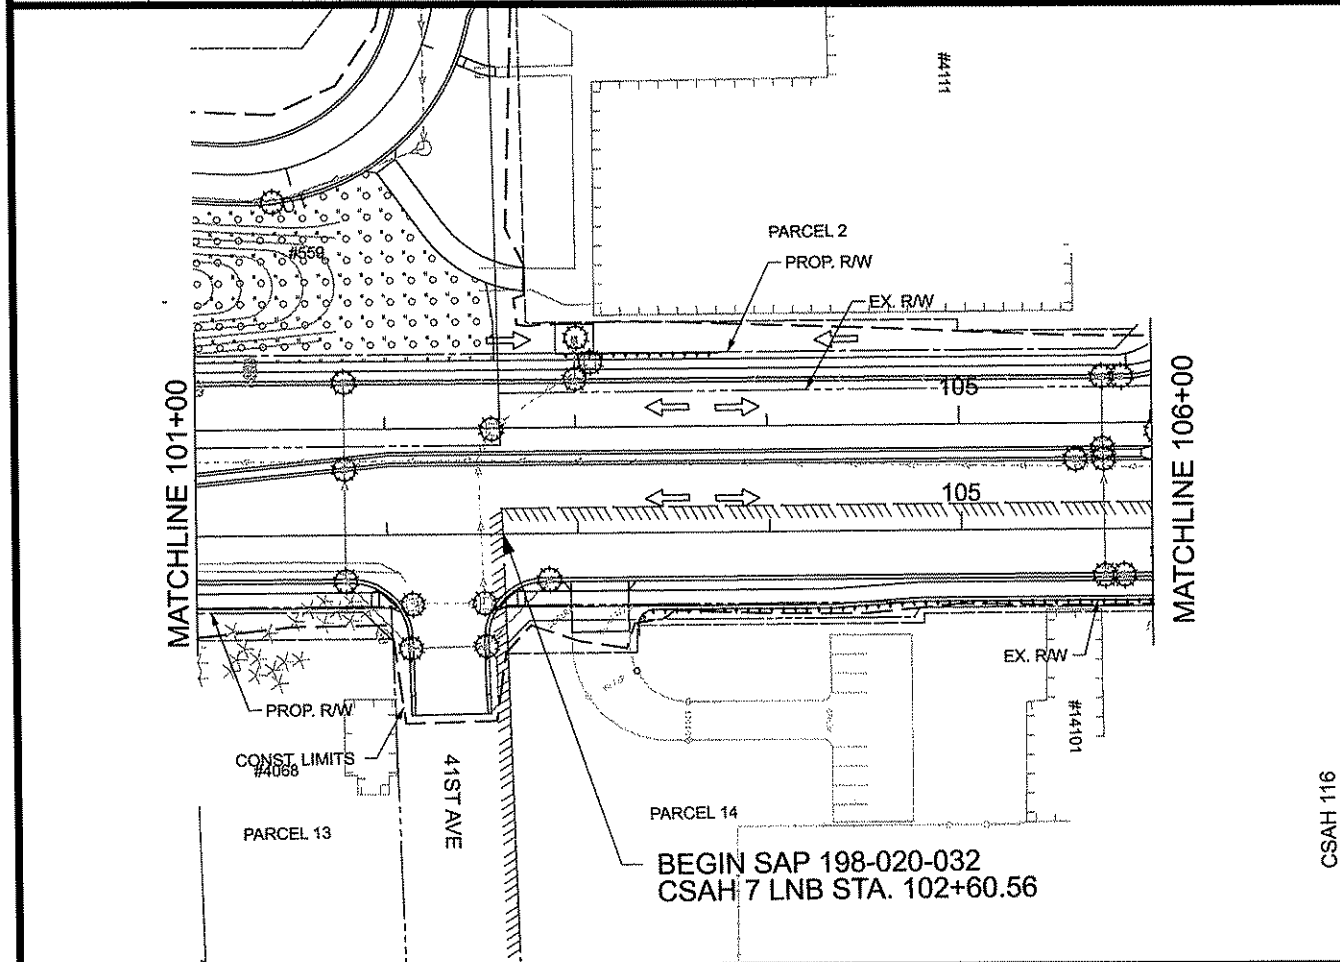 #4111
#559
PARCEL 2
PROP. R/W
EX. R/W
105
MATCHLINE 101+00
MATCHLINE 106+00
105
EX. R/W
PROP. R/W
CONST. LIMITS
#4068
41ST AVE
#14101
PARCEL 13
PARCEL 14
BEGIN SAP 198-020-032
CSAH 7 LNB STA. 102+60.56
CSAH 116